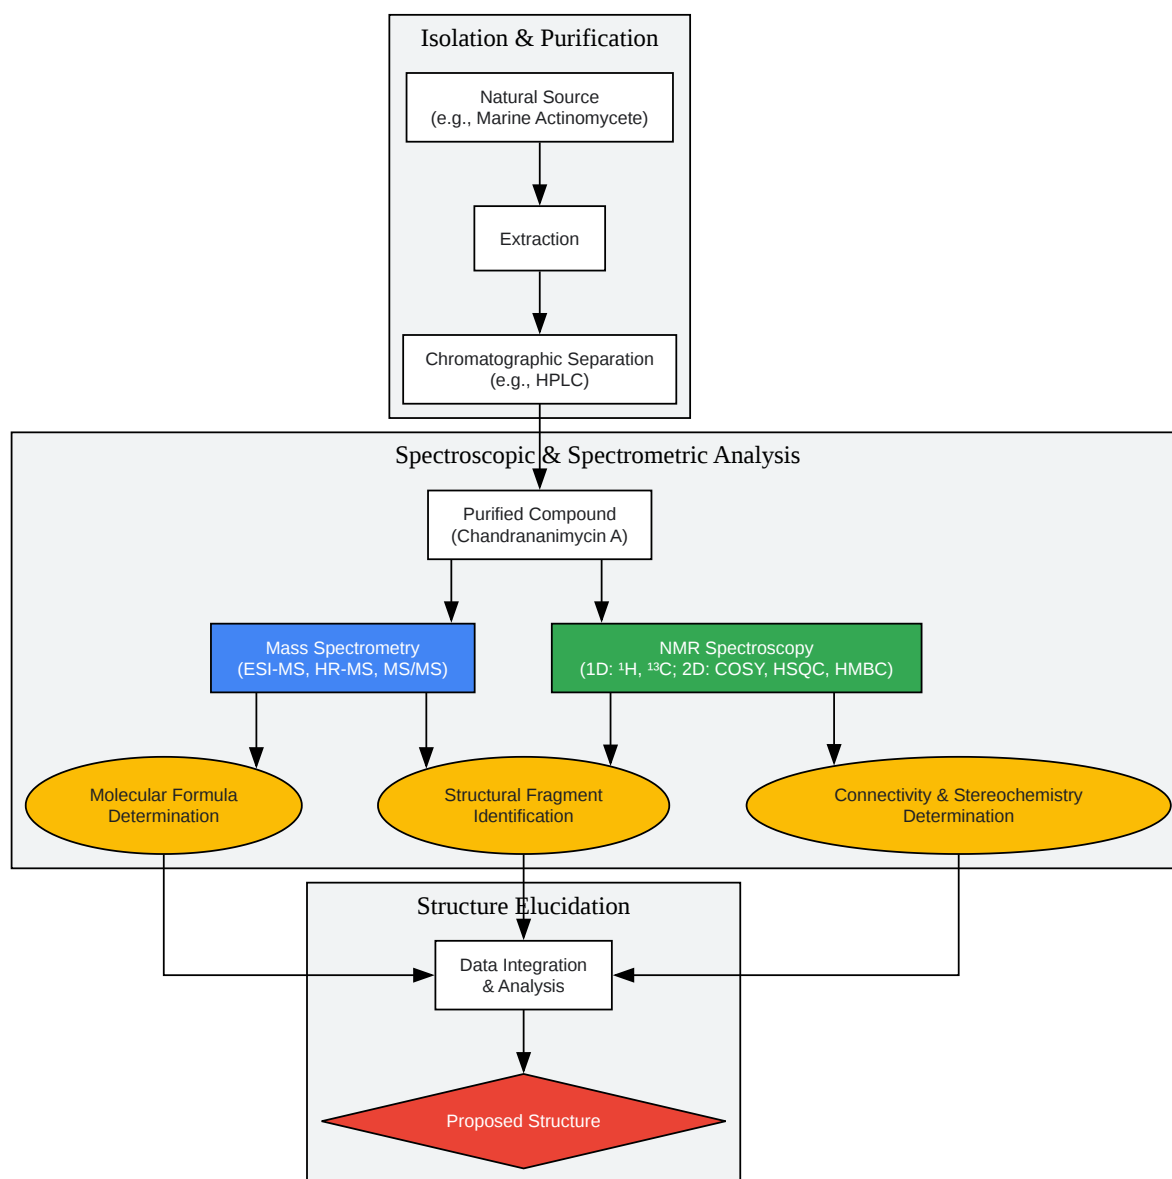 Isolation & Purification
Natural Source
(e.g., Marine Actinomycete)
Extraction
Chromatographic Separation
(e.g., HPLC)
Spectroscopic & Spectrometric Analysis
Purified Compound
(Chandrananimycin A)
Mass Spectrometry
(ESI-MS, HR-MS, MS/MS)
NMR Spectroscopy
(1D: ¹H, ¹³C; 2D: COSY, HSQC, HMBC)
Molecular Formula
Determination
Structural Fragment
Identification
Connectivity & Stereochemistry
Determination
Structure Elucidation
Data Integration
& Analysis
Proposed Structure